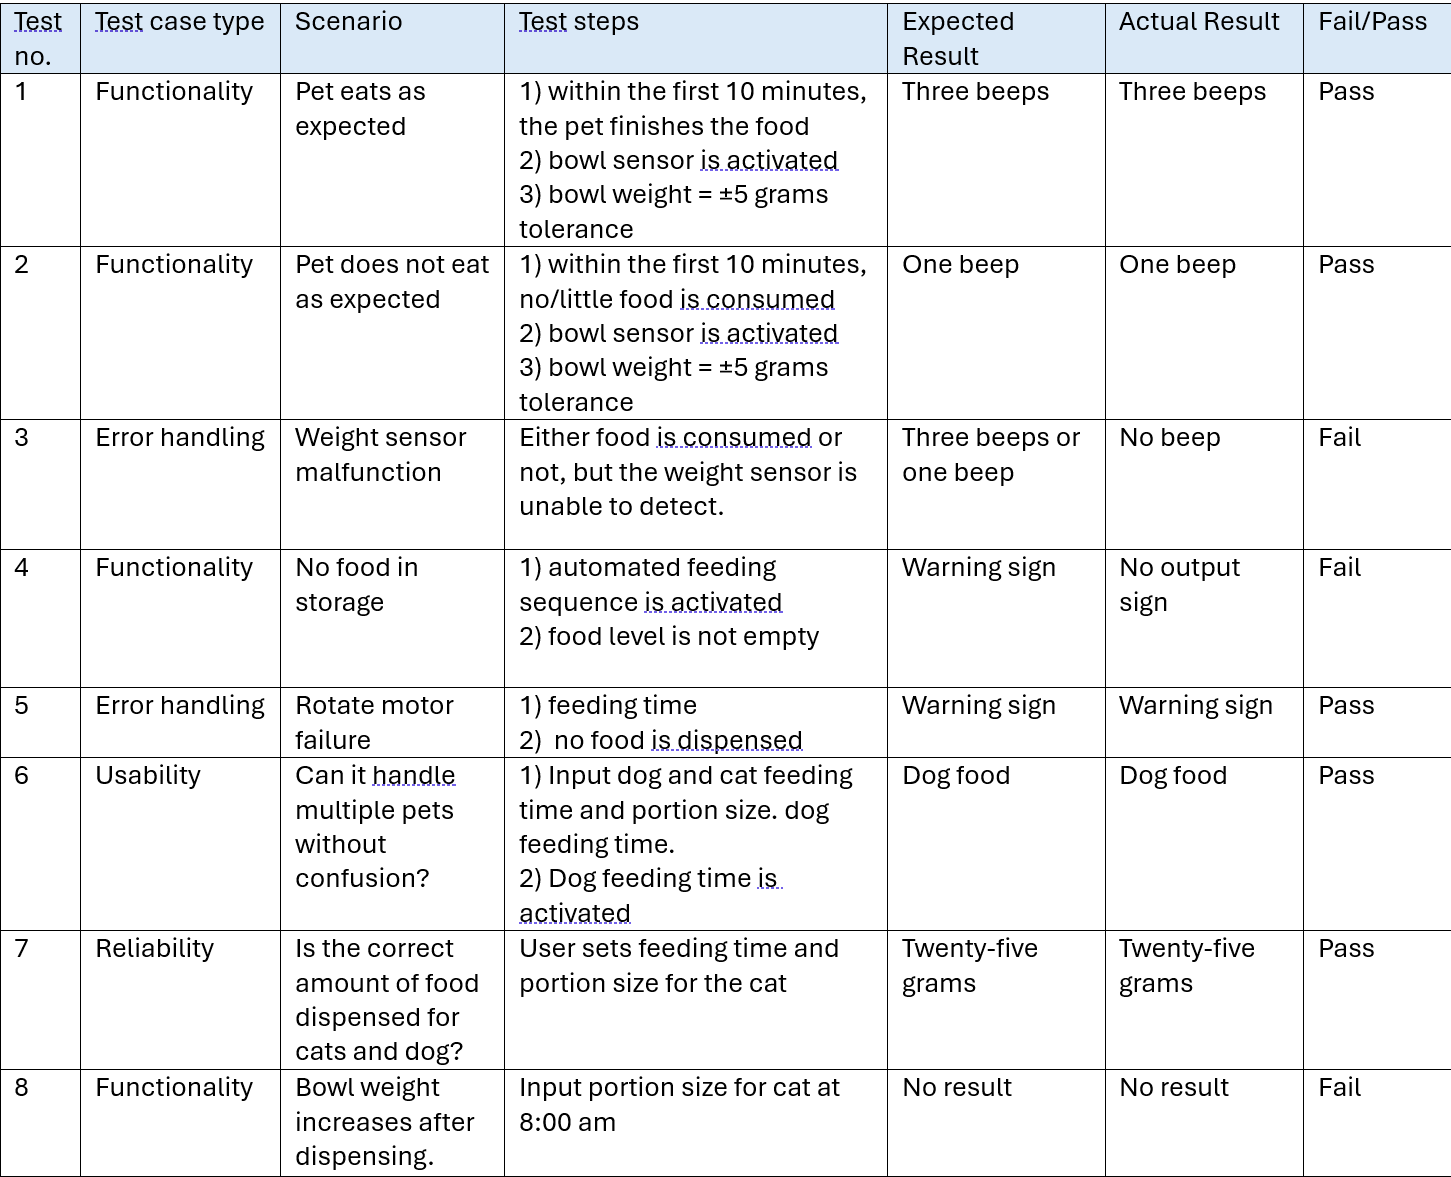 Test no.
Test case type
Scenario
Test steps
Expected Result
Actual Result
Fail/Pass
1
Functionality
Pet eats as
expected
1) within the first 10 minutes,
the pet finishes the food
2) bowl sensor is activated
3) bowl weight = ±5 grams
tolerance
Three beeps
Three beeps
Pass
2
Functionality
Pet does not eat
as expected
1) within the first 10 minutes,
no/little food is consumed
2) bowl sensor is activated
3) bowl weight = ±5 grams
tolerance
One beep
One beep
Pass
3
Error handling
Weight sensor
malfunction
Either food is consumed or
not, but the weight sensor is
unable to detect.
Three beeps or
one beep
No beep
Fail
4
Functionality
No food in
storage
1) automated feeding
sequence is activated
2) food level is not empty
Warning sign
No output
sign
Fail
5
Error handling
Rotate motor
failure
1) feeding time
2)  no food is dispensed
Warning sign
Warning sign
Pass
6
Usability
Can it handle
multiple pets
without
confusion?
1) Input dog and cat feeding
time and portion size. dog
feeding time.
2) Dog feeding time is
activated
Dog food
Dog food
Pass
7
Reliability
Is the correct
amount of food
dispensed for
cats and dog?
User sets feeding time and
portion size for the cat
Twenty-five
grams
Twenty-five
grams
Pass
8
Functionality
Bowl weight
increases after
dispensing.
Input portion size for cat at
8:00 am
No result
No result
Fail